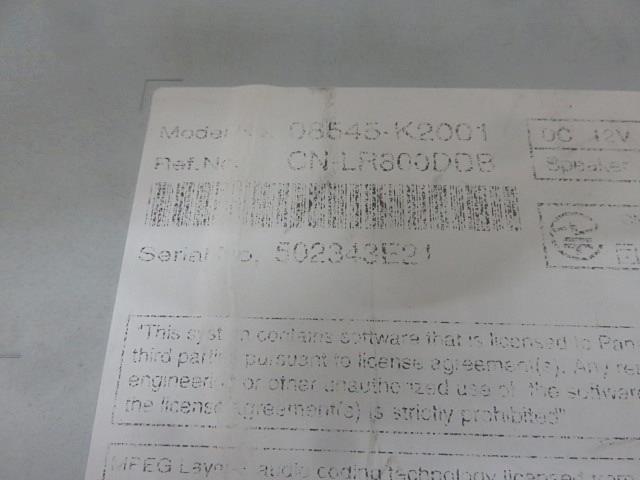 Model No. 08545-K2001
Ref.No. CN-LR800DDB
Serial No. 502343E21
DC 12V
Speaker
"This system contains software that is licensed to Pan
third parties pursuant to license agreement(s). Any re
engineering or other unauthorized use of the software
the license agreement(s) is strictly prohibited"
MPEG Layer audio coding technology licensed from